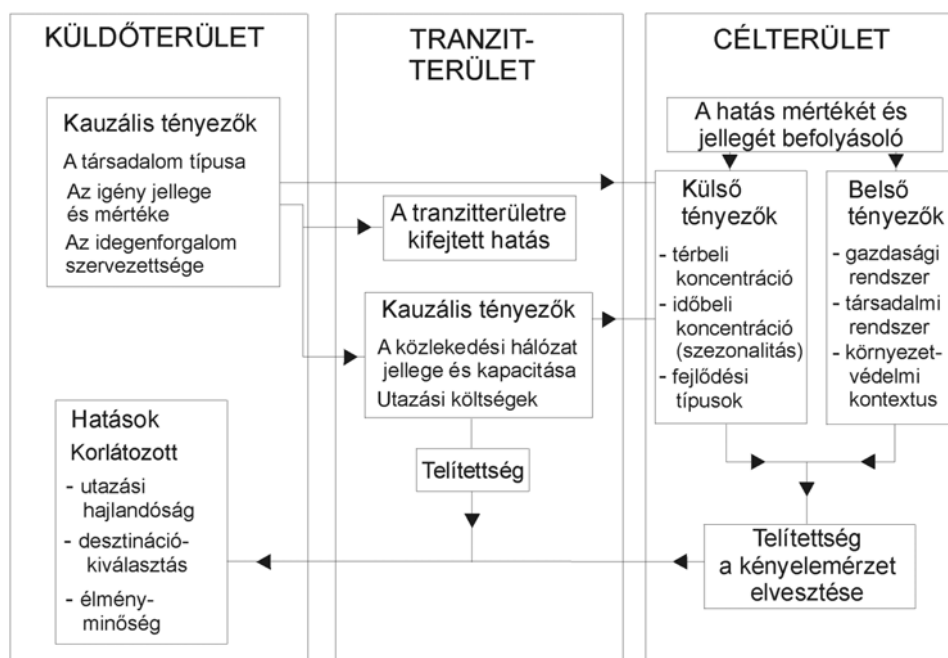 KÜLDŐTERÜLET
Kauzális tényezők
A társadalom típusa
Az igény jellege
és mértéke
Az idegenforgalom
szervezettsége
Hatások
Korlátozott
- utazási
hajlandóság
- desztináció-
kiválasztás
- élmény-
minőség
TRANZIT-
TERÜLET
A tranzitterületre
kifejtett hatás
Kauzális tényezők
A közlekedési hálózat
jellege és kapacitása
Utazási költségek
Telítettség
CÉLTERÜLET
A hatás mértékét és
jellegét befolyásoló
Külső
tényezők
- térbeli
koncentráció
- időbeli
koncentráció
(szezonalitás)
- fejlődési
típusok
Belső
tényezők
- gazdasági
rendszer
- társadalmi
rendszer
- környezet-
védelmi
kontextus
Telítettség
a kényelemérzet
elvesztése